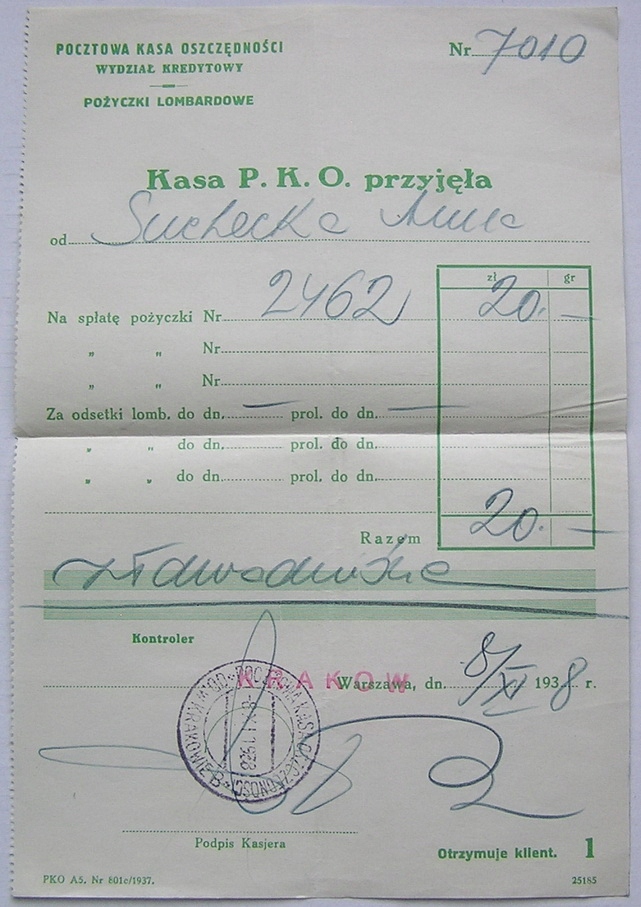 POCZTOWA KASA OSZCZĘDNOŚCI
WYDZIAŁ KREDYTOWY
POŻYCZKI LOMBARDOWE
Nr 7010
Kasa P. K. O. przyjęła
od Suchecka Anna
zł gr
Na spłatę pożyczki Nr 2462 20.—
„ „ Nr
„ „ Nr
Za odsetki lomb. do dn. — prol. do dn. —
„ „ do dn. prol. do dn.
„ „ do dn. prol. do dn.
Razem 20.—
zł dwadzieścia
Kontroler
KRAKOW
Warszawa, dn. 8/XI 1938 r.
Podpis Kasjera
Otrzymuje klient. 1
PKO A5. Nr 801c/1937. 25185